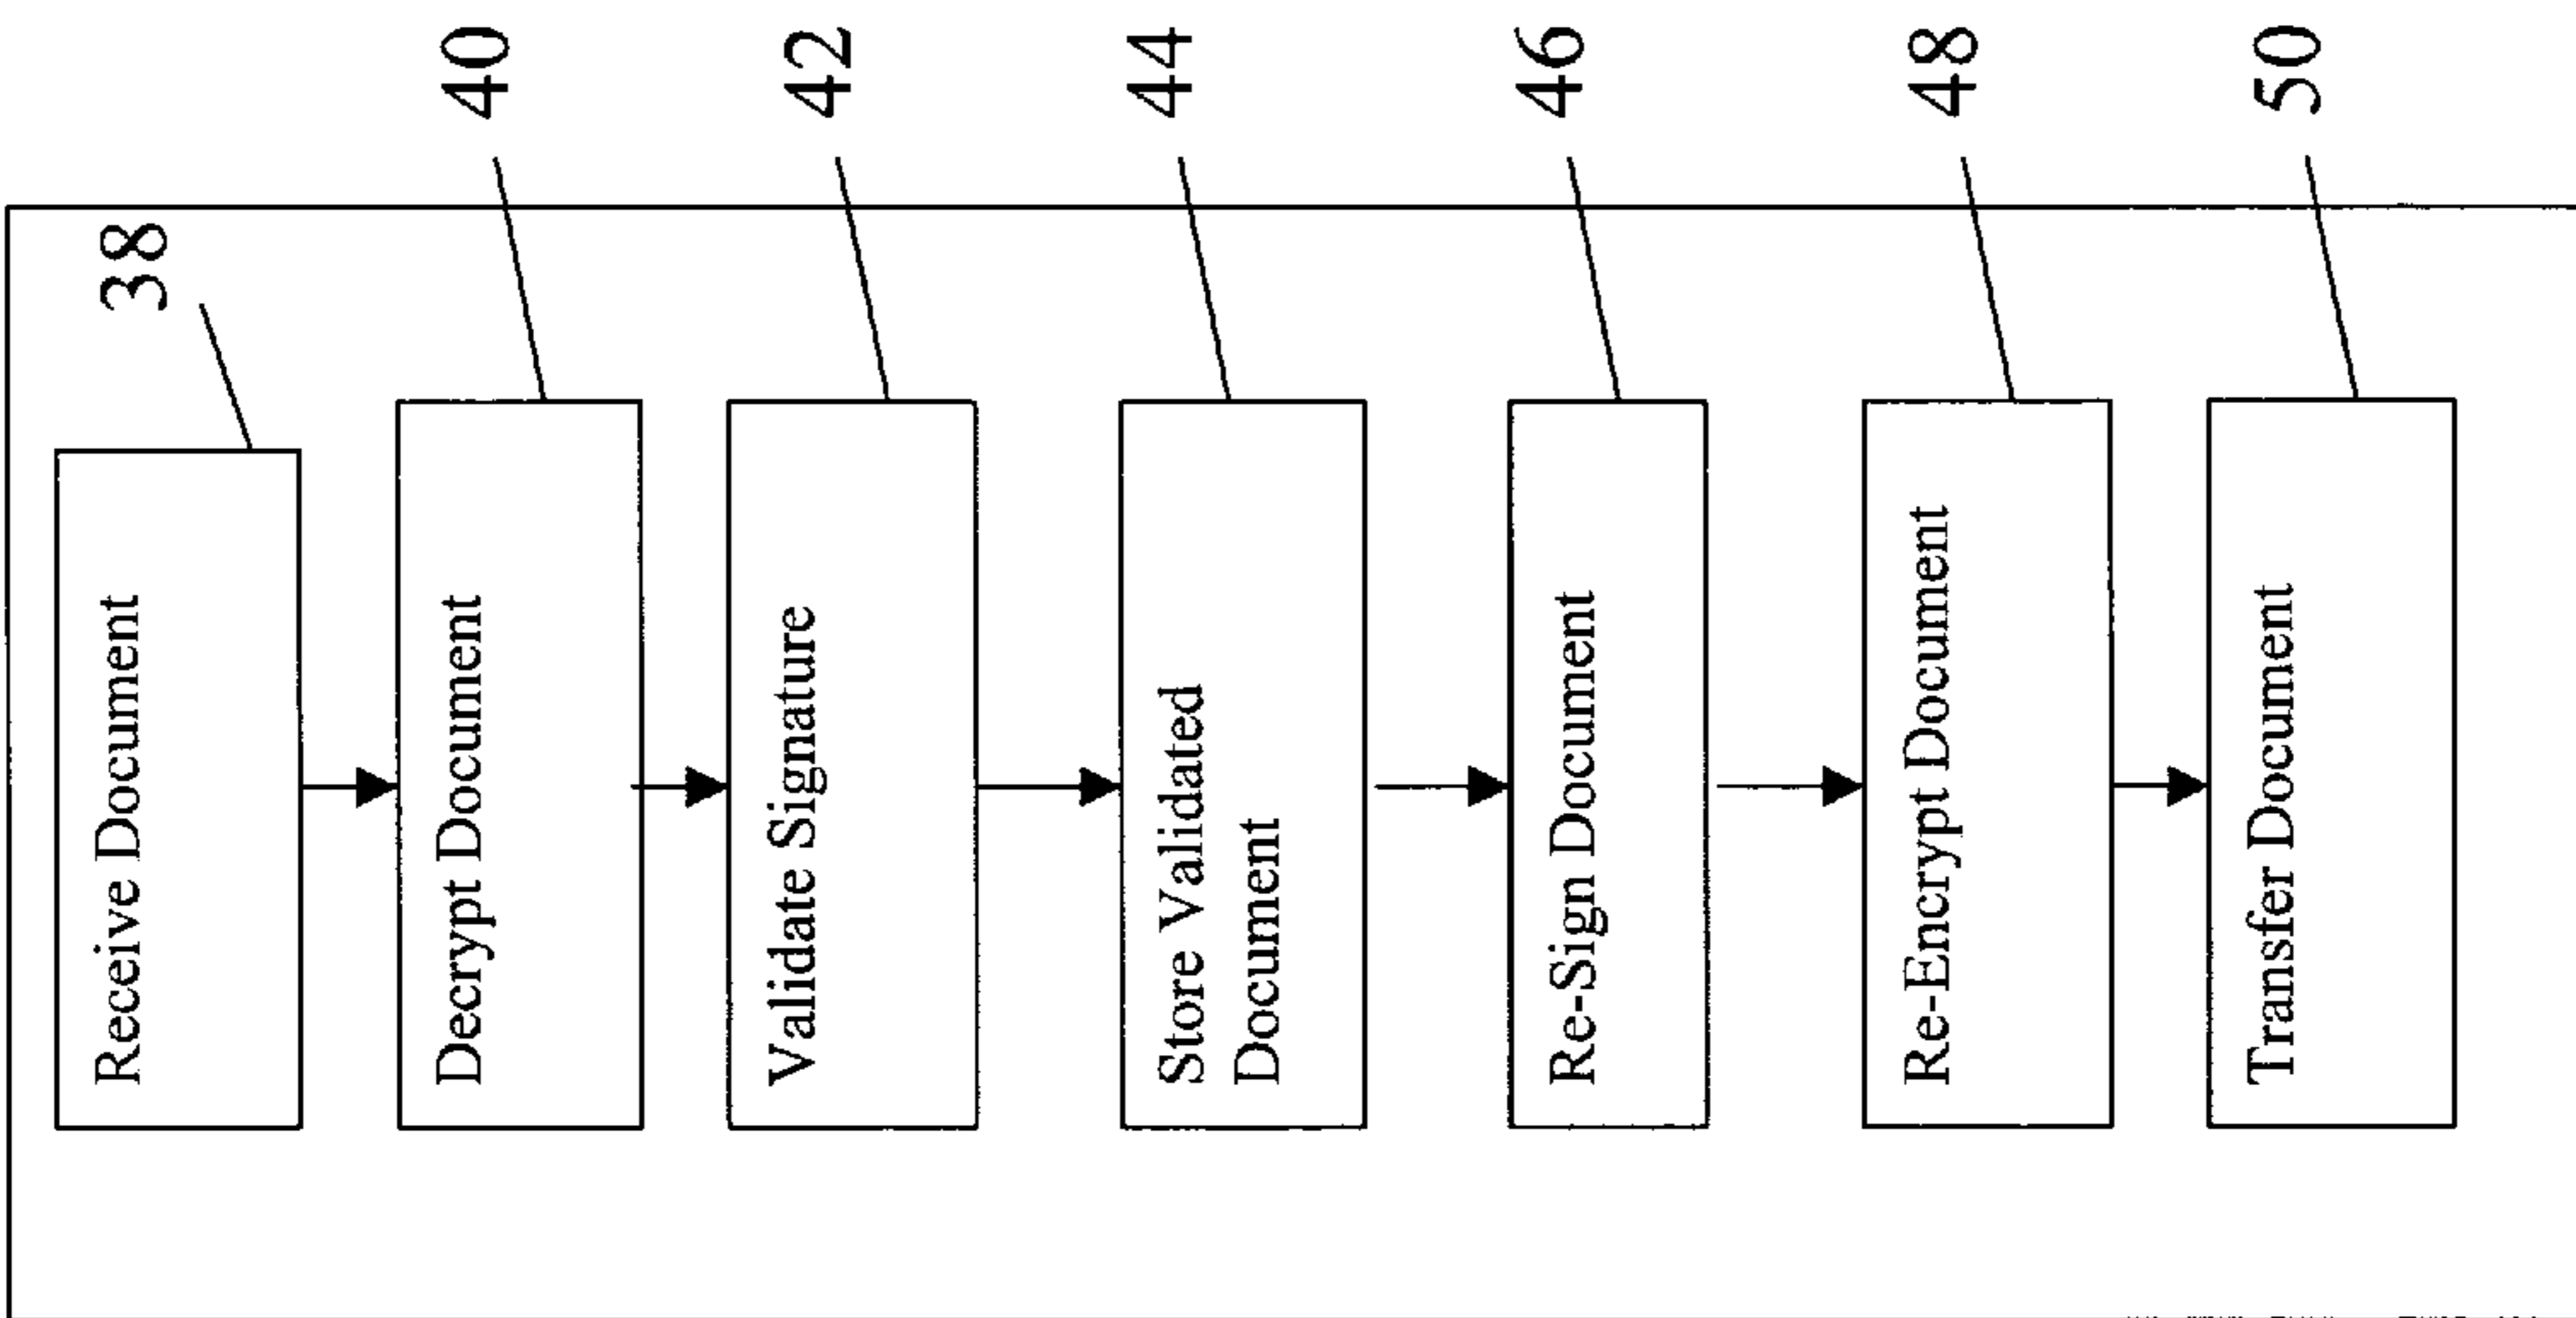 Receive Document
38
Decrypt Document
40
Validate Signature
42
Store Validated
Document
44
Re-Sign Document
46
Re-Encrypt Document
48
Transfer Document
50